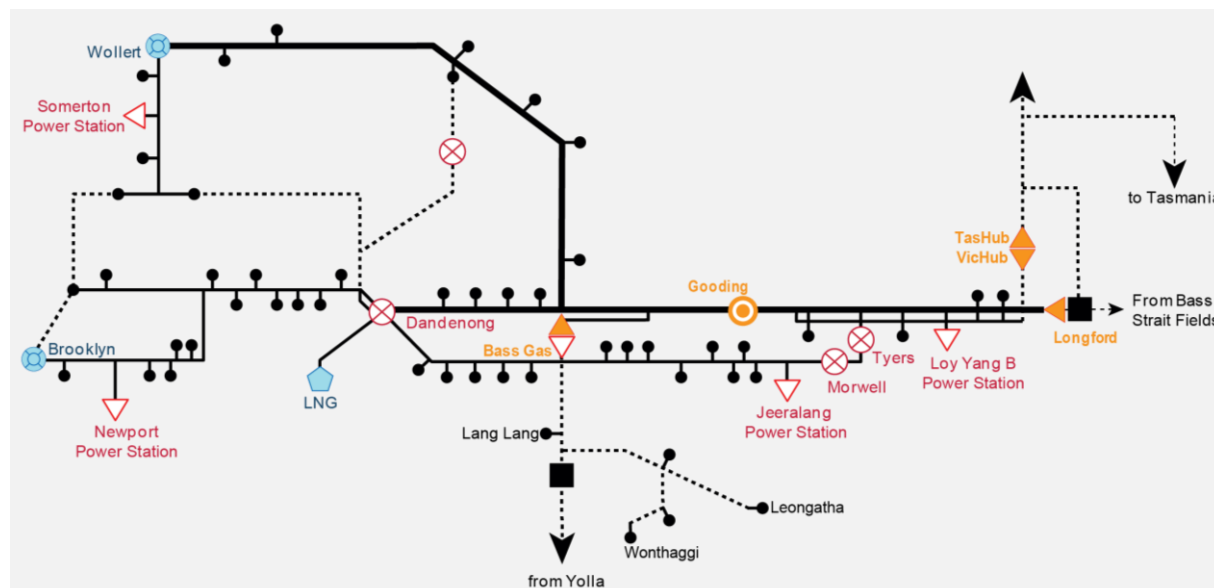 Wollert
Somerton
Power Station
to Tasmania
TasHub
VicHub
Gooding
From Bass
Strait Fields
Longford
Dandenong
Brooklyn
Bass Gas
Tyers
Loy Yang B
Power Station
Morwell
LNG
Newport
Power Station
Jeeralang
Power Station
Lang Lang
Leongatha
Wonthaggi
from Yolla